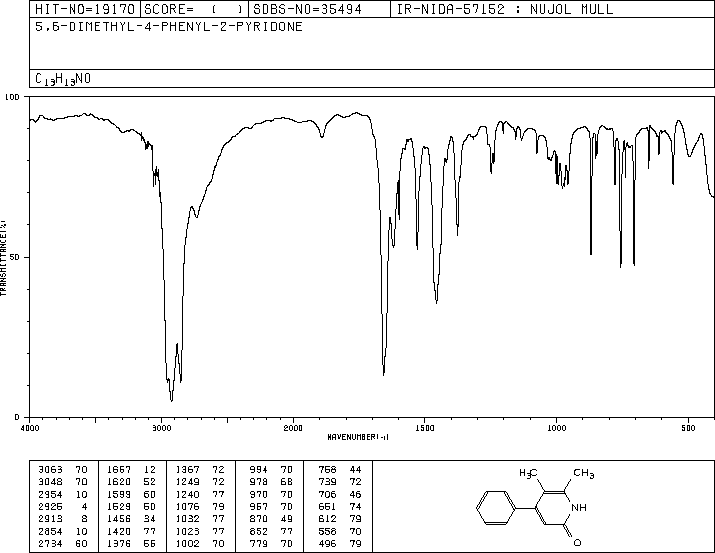 HIT-NO=19170 SCORE= ( ) SDBS-NO=35494 IR-NIDA-57152 : NUJOL MULL
5,6-DIMETHYL-4-PHENYL-2-PYRIDONE
C13H13NO
100
50
0
TRANSMITTANCE(%)
4000 3000 2000 1500 1000 500
WAVENUMBER(-1)
3063 70 1657 12 1367 72 994 70 758 44
3048 70 1620 52 1249 72 978 68 739 72
2954 10 1599 60 1240 77 970 70 706 46
2925 4 1529 50 1076 79 957 70 651 74
2913 8 1456 34 1032 77 870 49 612 79
2854 10 1420 77 1023 77 852 77 558 70
2734 60 1376 55 1002 70 779 70 496 79
H3C CH3
NH
O